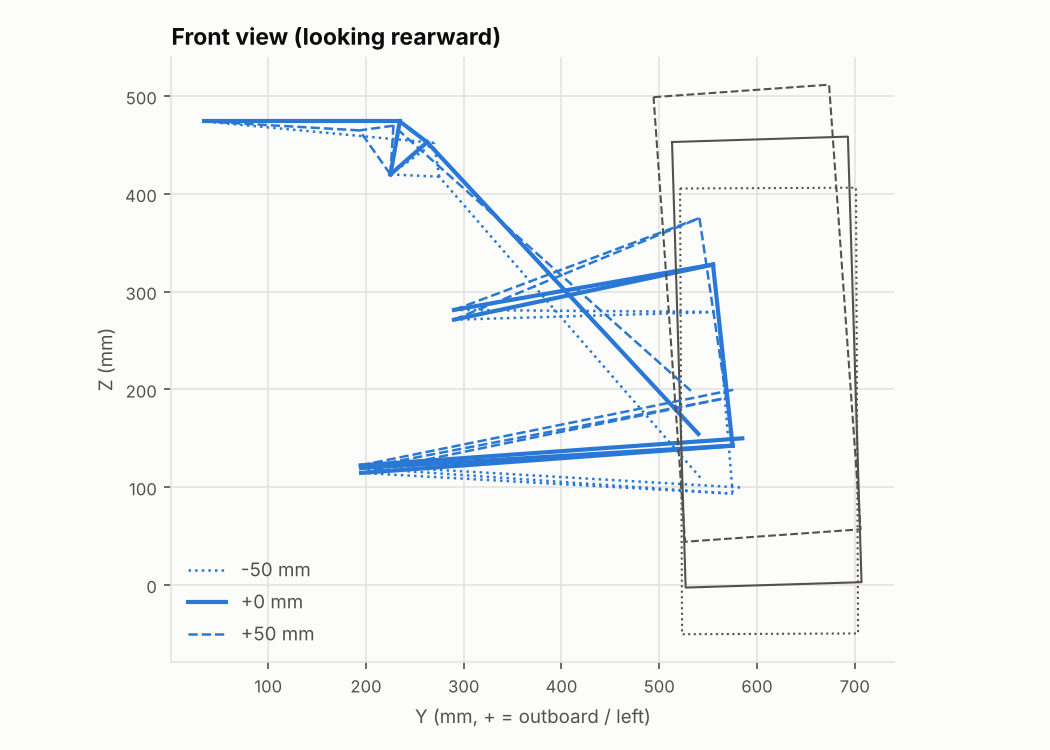 Front view (looking rearward)
500
400
300
200
100
0
Z (mm)
-50 mm
+0 mm
+50 mm
100 200 300 400 500 600 700
Y (mm, + = outboard / left)